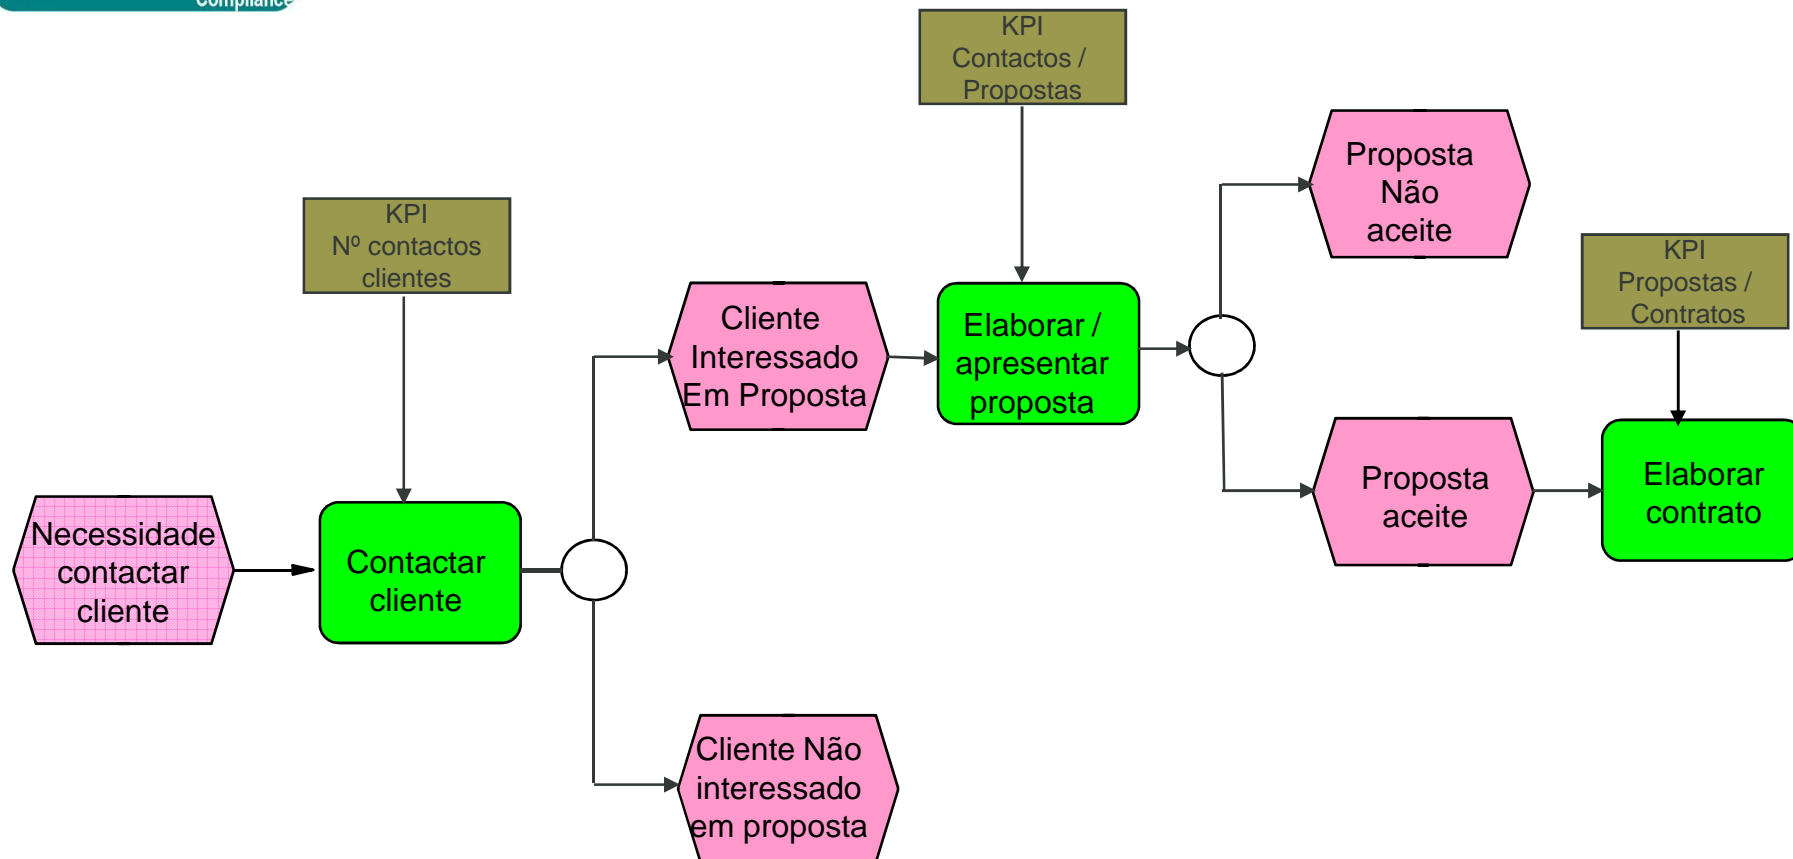 Compliance
KPI
Contactos /
Propostas
Proposta
Não
aceite
KPI
Nº contactos
clientes
KPI
Propostas /
Contratos
Cliente
Interessado
Em Proposta
Elaborar /
apresentar
proposta
Proposta
aceite
Elaborar
contrato
Necessidade
contactar
cliente
Contactar
cliente
Cliente Não
interessado
em proposta